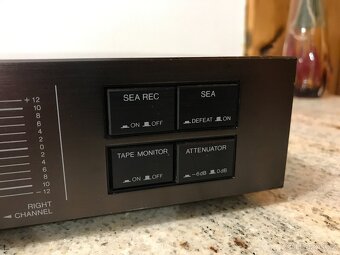 +12
10
8
6
4
2
0
2
4
6
8
10
-12
RIGHT
◄ CHANNEL
SEA REC
ON OFF
SEA
DEFEAT ON
TAPE MONITOR
ON OFF
ATTENUATOR
-6dB 0dB